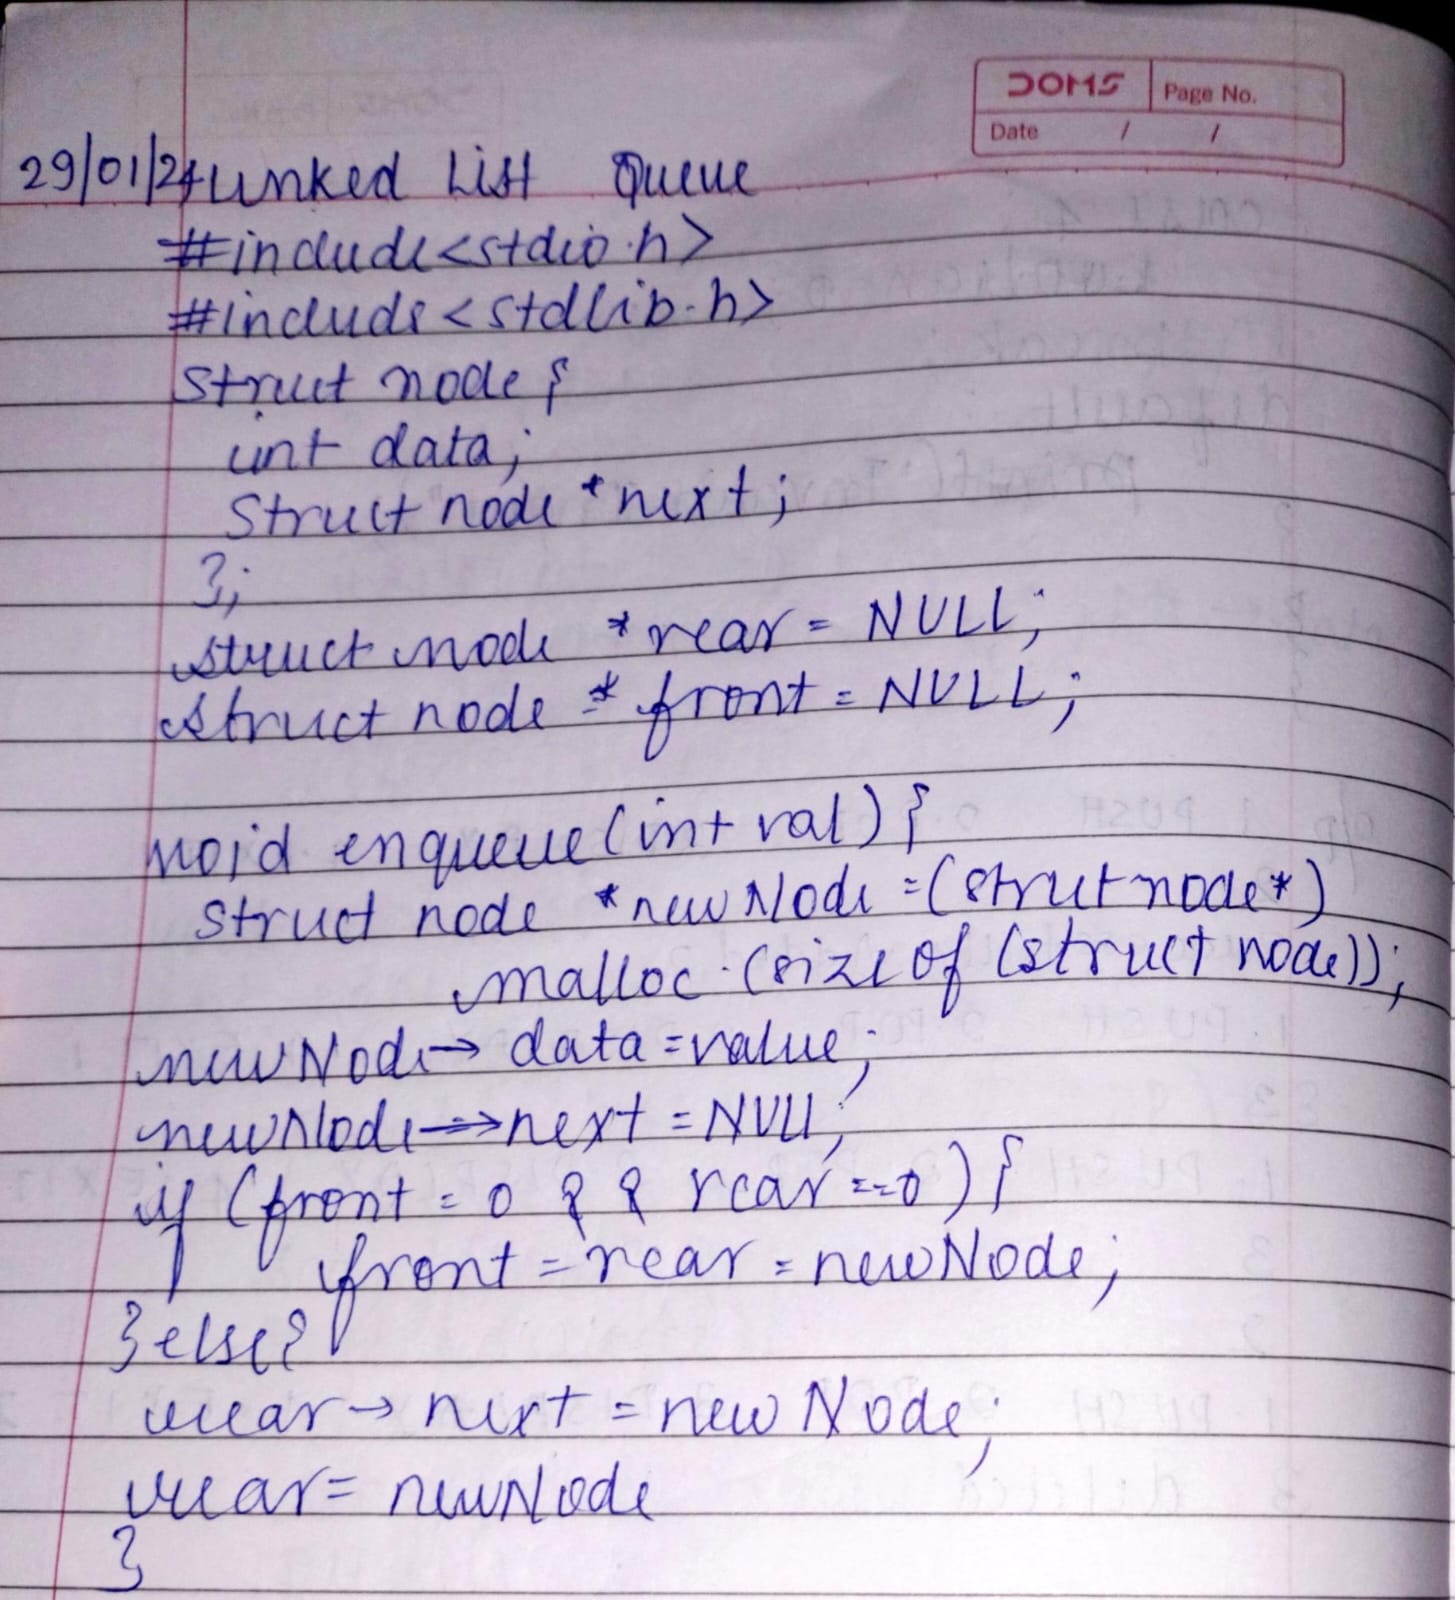 DOMS Page No.
Date / /
29/01/24 Linked List Queue
#include<stdio.h>
#include<stdlib.h>
struct node {
int data;
struct node *next;
};
struct node *rear = NULL;
struct node * front = NULL;
void enqueue(int val) {
struct node *newNode =(strut node*)
malloc.(size of (struct node));
newNode→ data =value;
newNode→next = NULL;
if (front = 0 && rear ==0) {
front = rear = newNode;
} else{
rear→ next = new Node;
rear= newNode
}